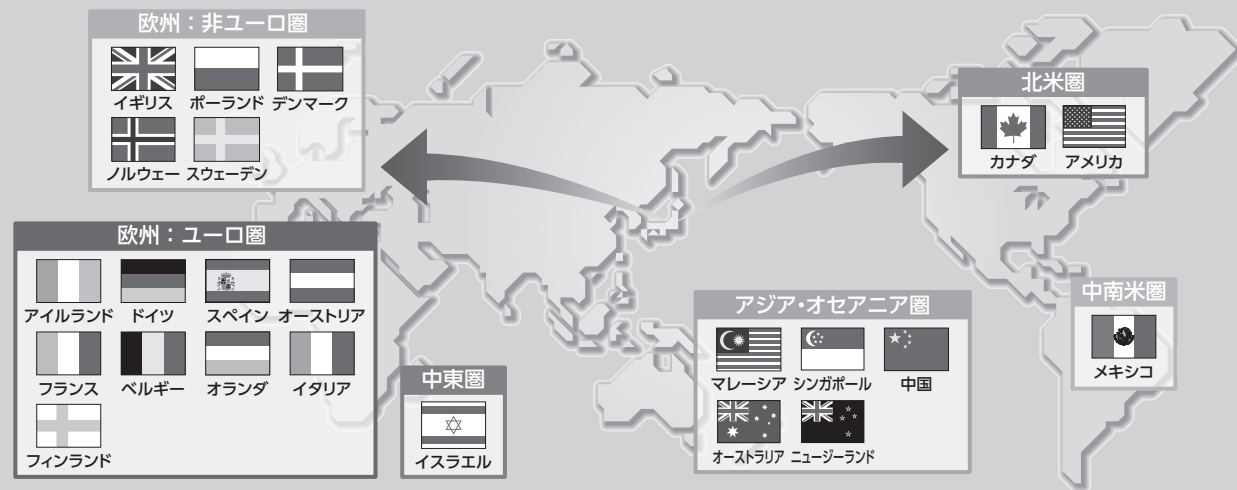 欧州：非ユーロ圏
イギリス ポーランド デンマーク
ノルウェー スウェーデン
北米圏
カナダ アメリカ
欧州：ユーロ圏
アイルランド ドイツ スペイン オーストリア
フランス ベルギー オランダ イタリア
フィンランド
中東圏
イスラエル
アジア・オセアニア圏
マレーシア シンガポール 中国
オーストラリア ニュージーランド
中南米圏
メキシコ